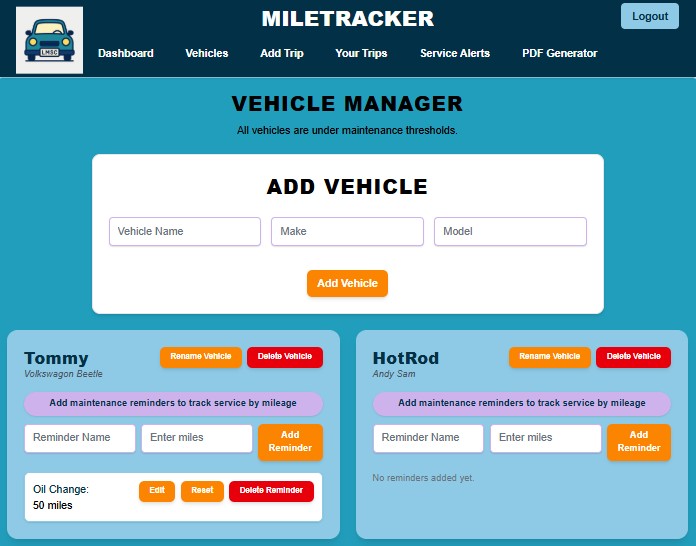 MILETRACKER
Logout
LMSC
Dashboard Vehicles Add Trip Your Trips Service Alerts PDF Generator
VEHICLE MANAGER
All vehicles are under maintenance thresholds.
ADD VEHICLE
Vehicle Name Make Model
Add Vehicle
Tommy
Volkswagon Beetle
Rename Vehicle Delete Vehicle
Add maintenance reminders to track service by mileage
Reminder Name Enter miles Add
Reminder
Oil Change:
50 miles
Edit Reset Delete Reminder
HotRod
Andy Sam
Rename Vehicle Delete Vehicle
Add maintenance reminders to track service by mileage
Reminder Name Enter miles Add
Reminder
No reminders added yet.